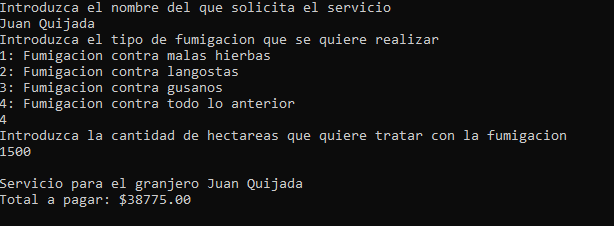 Introduzca el nombre del que solicita el servicio
Juan Quijada
Introduzca el tipo de fumigacion que se quiere realizar
1: Fumigacion contra malas hierbas
2: Fumigacion contra langostas
3: Fumigacion contra gusanos
4: Fumigacion contra todo lo anterior
4
Introduzca la cantidad de hectareas que quiere tratar con la fumigacion
1500
Servicio para el granjero Juan Quijada
Total a pagar: $38775.00